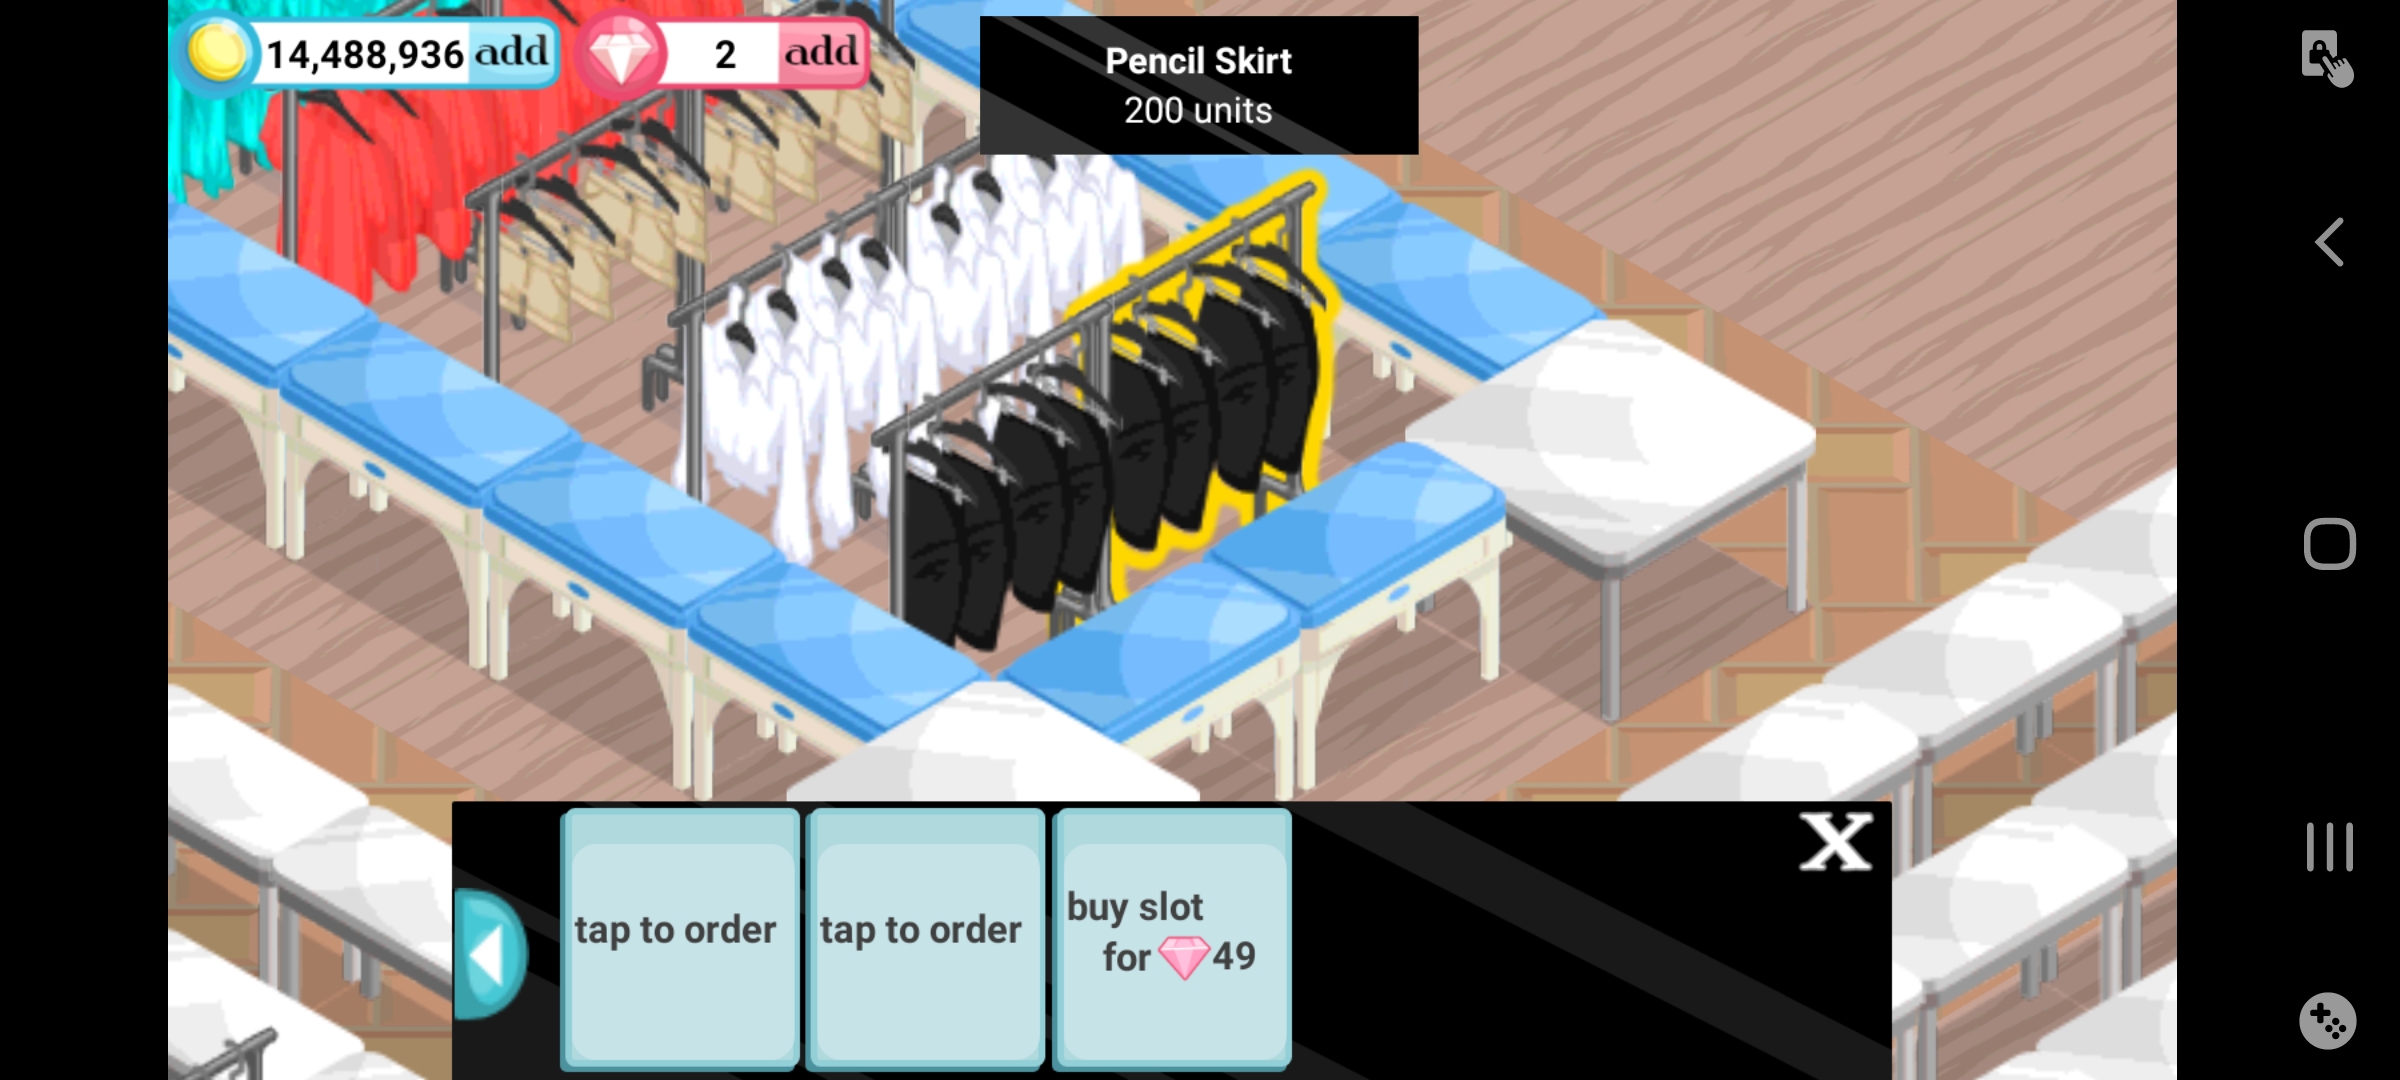 14,488,936 add
2 add
Pencil Skirt
200 units
X
tap to order
tap to order
buy slot
for 49